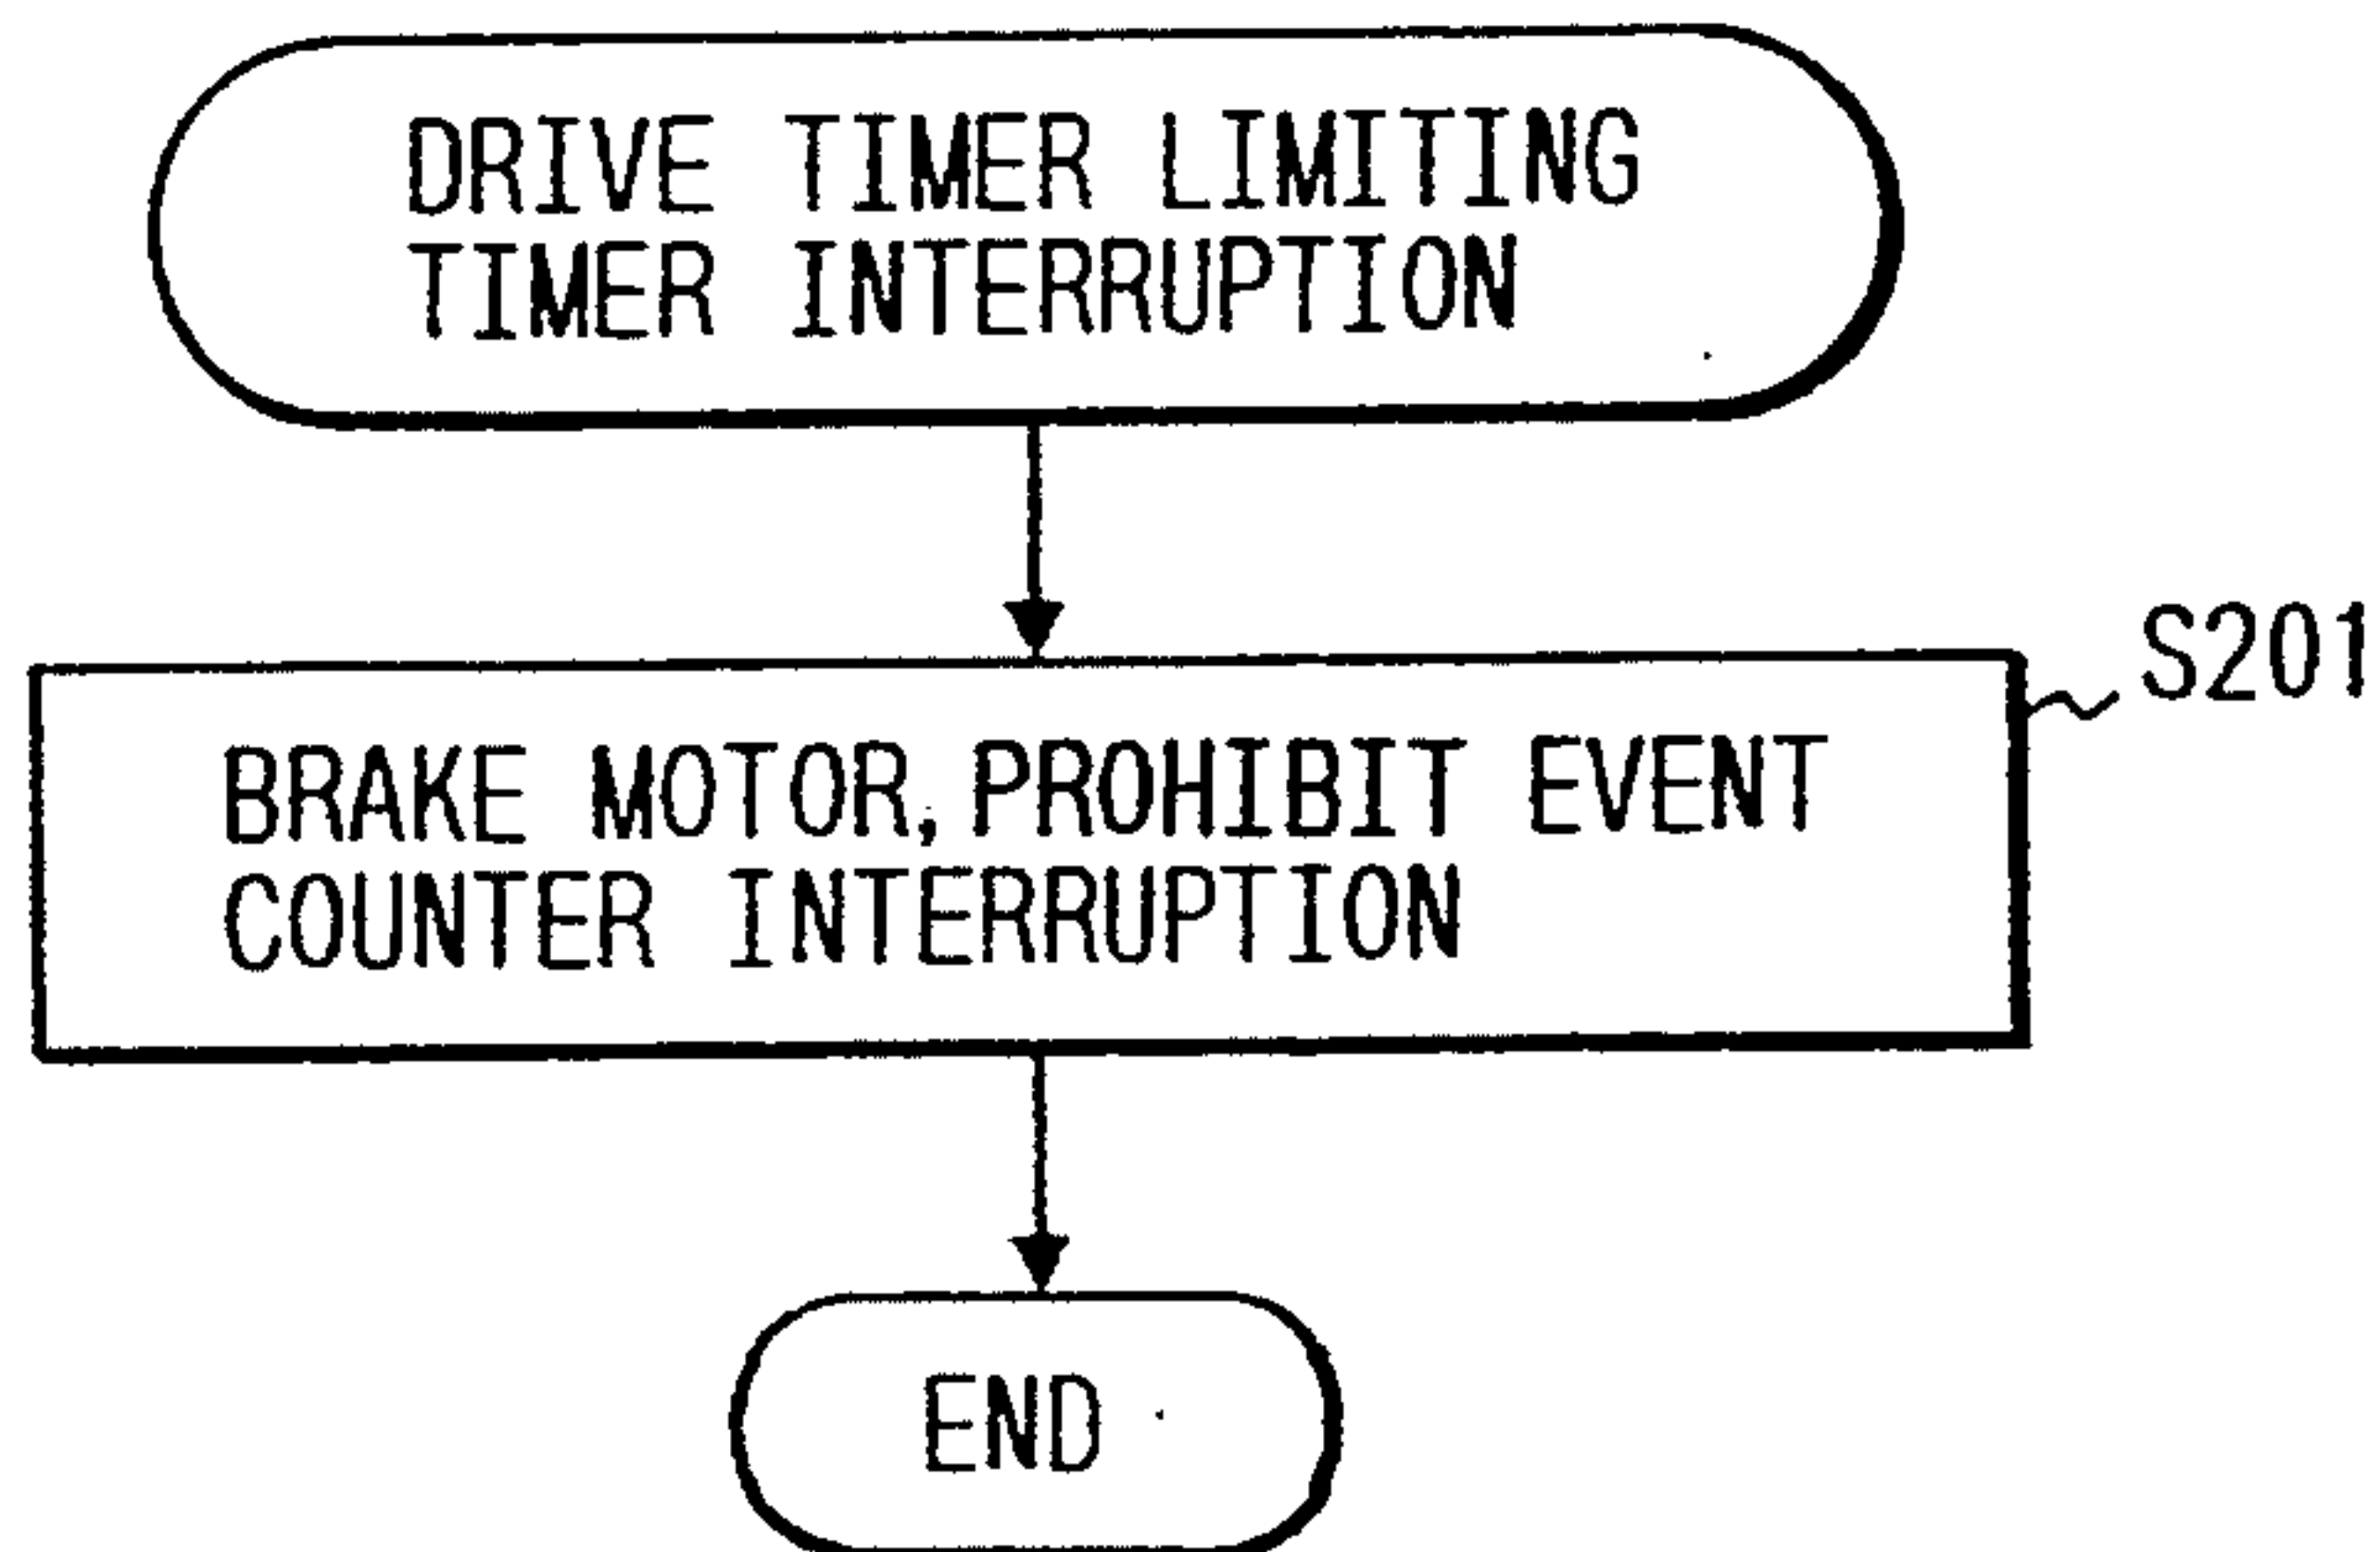 DRIVE TIMER LIMITING
TIMER INTERRUPTION
S201
BRAKE MOTOR,PROHIBIT EVENT
COUNTER INTERRUPTION
END